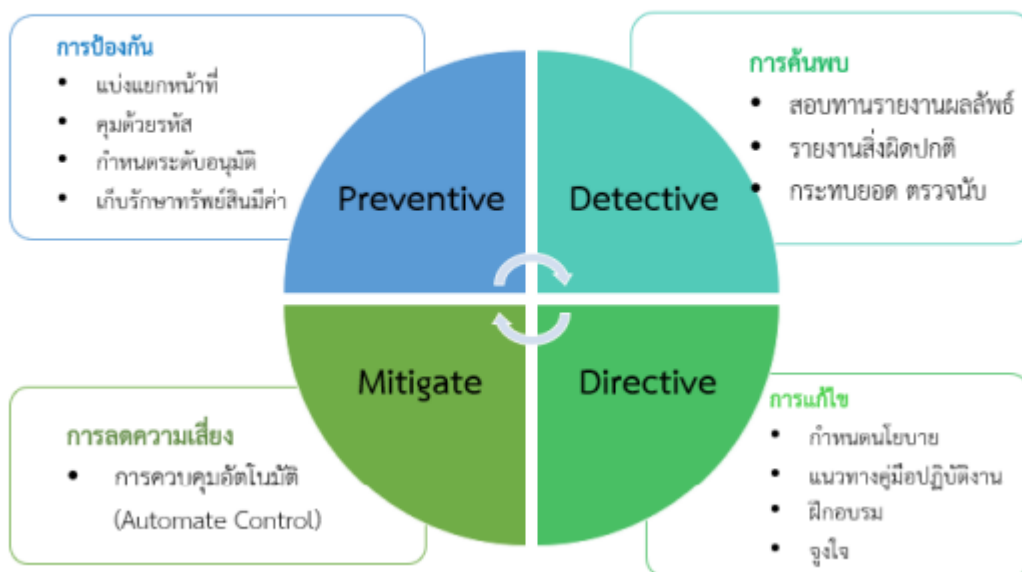 การป้องกัน
• แบ่งแยกหน้าที่
• คุมด้วยรหัส
• กำหนดระดับอนุมัติ
• เก็บรักษาทรัพย์สินมีค่า
Preventive
การค้นพบ
• สอบทานรายงานผลลัพธ์
• รายงานสิ่งผิดปกติ
• กระทบยอด ตรวจนับ
Detective
Mitigate
การลดความเสี่ยง
• การควบคุมอัตโนมัติ
(Automate Control)
Directive
การแก้ไข
• กำหนดนโยบาย
• แนวทางคู่มือปฏิบัติงาน
• ฝึกอบรม
• จูงใจ